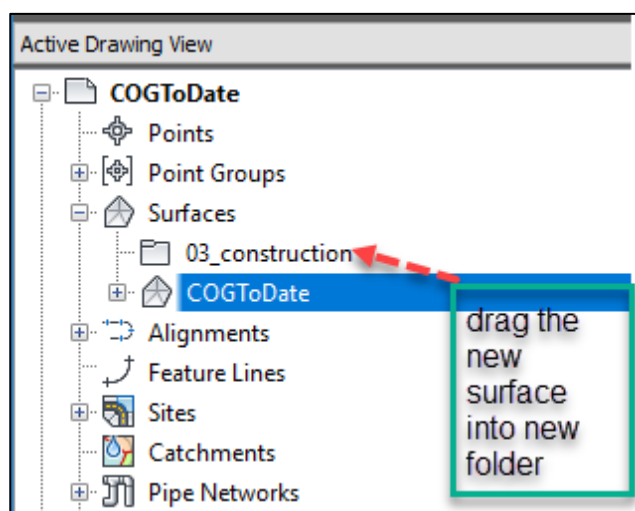 Active Drawing View
COGToDate
Points
Point Groups
Surfaces
03_construction
COGToDate
Alignments
Feature Lines
Sites
Catchments
Pipe Networks
drag the
new
surface
into new
folder